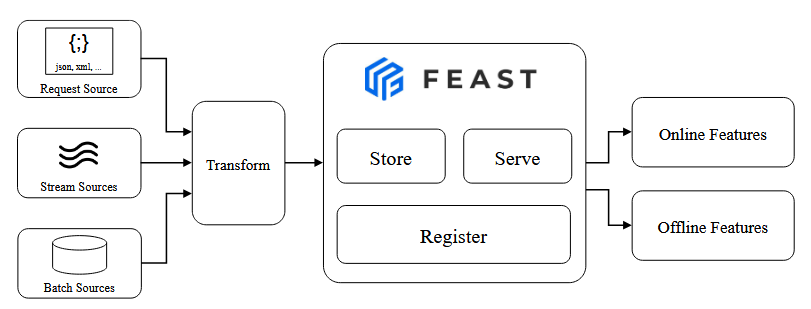 {;}
json, xml, ...
Request Source
Stream Sources
Batch Sources
Transform
FEAST
Store
Serve
Register
Online Features
Offline Features